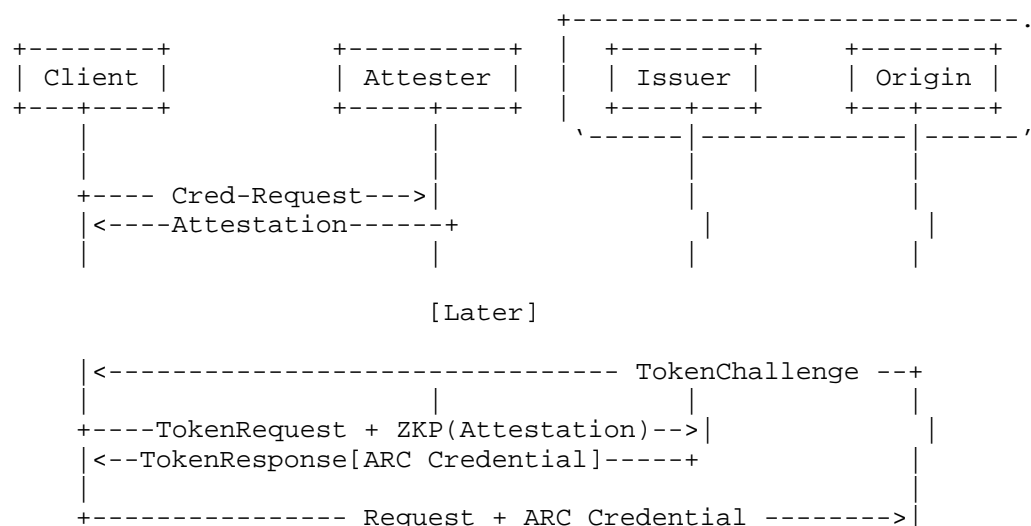 Client Attester Issuer Origin
Cred-Request
Attestation
[Later]
TokenChallenge
TokenRequest + ZKP(Attestation)
TokenResponse[ARC Credential]
Request + ARC Credential